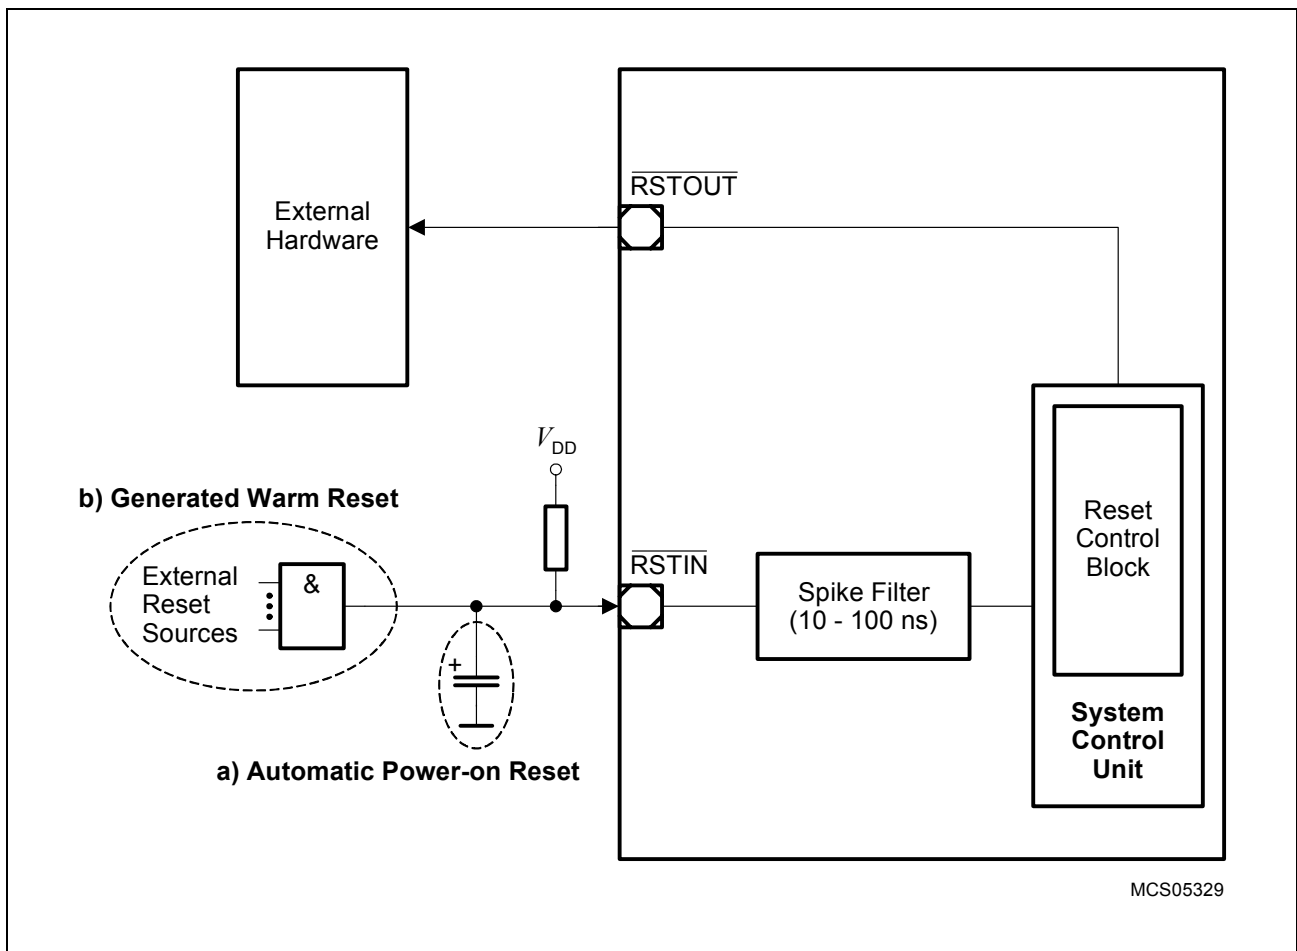 RSTOUT
External
Hardware
VDD
b) Generated Warm Reset
External
Reset
Sources
&
RSTIN
Spike Filter
(10 - 100 ns)
Reset
Control
Block
System
Control
Unit
+
a) Automatic Power-on Reset
MCS05329